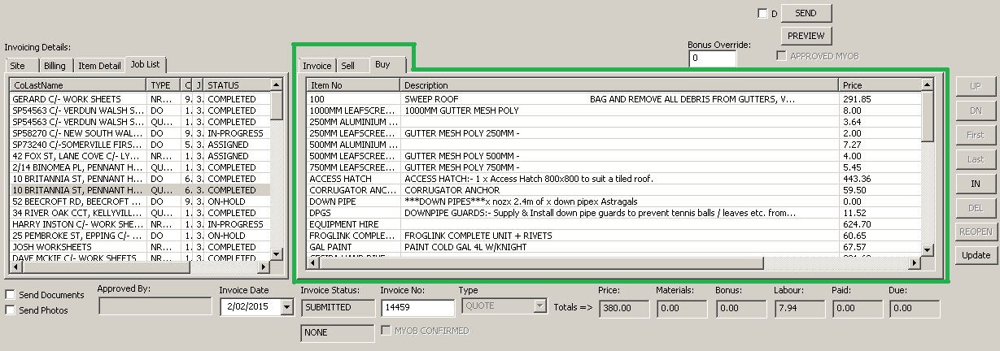 D SEND
PREVIEW
Invoicing Details:
Bonus Override:
0
APPROVED MYOB
Site Billing Item Detail Job List
Invoice Sell Buy
CoLastName TYPE C J STATUS
GERARD C/- WORK SHEETS NR... 9. 3. COMPLETED
SP54563 C/- VERDUN WALSH S... DO 1. 3. COMPLETED
SP54563 C/- VERDUN WALSH S... QU... 1. 3. COMPLETED
SP58270 C/- NEW SOUTH WAL... DO 9. 3. IN-PROGRESS
SP73240 C/-SOMERVILLE FIRS... DO 5. 3. ASSIGNED
42 FOX ST, LANE COVE C/- LY... NR... 1. 3. COMPLETED
2/14 BINOMEA PL, PENNANT H... QU... 1. 3. COMPLETED
10 BRITANNIA ST, PENNANT H... DO 6. 3. COMPLETED
10 BRITANNIA ST, PENNANT H... QU... 6. 3. COMPLETED
52 BEECROFT RD, BEECROFT ... DO 9. 3. ON-HOLD
34 RIVER OAK CCT, KELLYVILL... QU... 1. 3. COMPLETED
HARRY INSTON C/- WORK SHE... NR... 1. 3. IN-PROGRESS
25 PEMBROKE ST, EPPING C/- ... DO 1. 3. ON-HOLD
JOSH WORKSHEETS NR... 1. 3. COMPLETED
DAVE MCKIE C/- WORK SHEETS NR... 1. 3. COMPLETED
Item No Description Price
100 SWEEP ROOF BAG AND REMOVE ALL DEBRIS FROM GUTTERS, V... 291.85
1000MM LEAFSCRE... 1000MM GUTTER MESH POLY 8.00
250MM ALUMINIUM ... 3.64
250MM LEAFSCREE... GUTTER MESH POLY 250MM - 2.00
500MM ALUMINIUM ... 7.27
500MM LEAFSCREE... GUTTER MESH POLY 500MM - 4.00
750MM LEAFSCREE... GUTTER MESH POLY 750MM - 5.45
ACCESS HATCH ACCESS HATCH:- 1 x Access Hatch 800x800 to suit a tiled roof. 443.36
CORRUGATOR ANC... CORRUGATOR ANCHOR 59.50
DOWN PIPE ***DOWN PIPES***x nozx 2.4m of x down pipex Astragals 0.00
DPGS DOWNPIPE GUARDS:- Supply & Install down pipe guards to prevent tennis balls / leaves etc. from... 11.52
EQUIPMENT HIRE 624.70
FROGLINK COMPLE... FROGLINK COMPLETE UNIT + RIVETS 60.65
GAL PAINT PAINT COLD GAL 4L W/KNIGHT 67.57
UP
DN
First
Last
IN
DEL
REOPEN
Update
Send Documents
Send Photos
Approved By:
Invoice Date
2/02/2015
Invoice Status:
SUBMITTED
NONE
Invoice No:
14459
MYOB CONFIRMED
Type
QUOTE
Totals =>
Price: Materials: Bonus: Labour: Paid: Due:
380.00 0.00 0.00 7.94 0.00 0.00